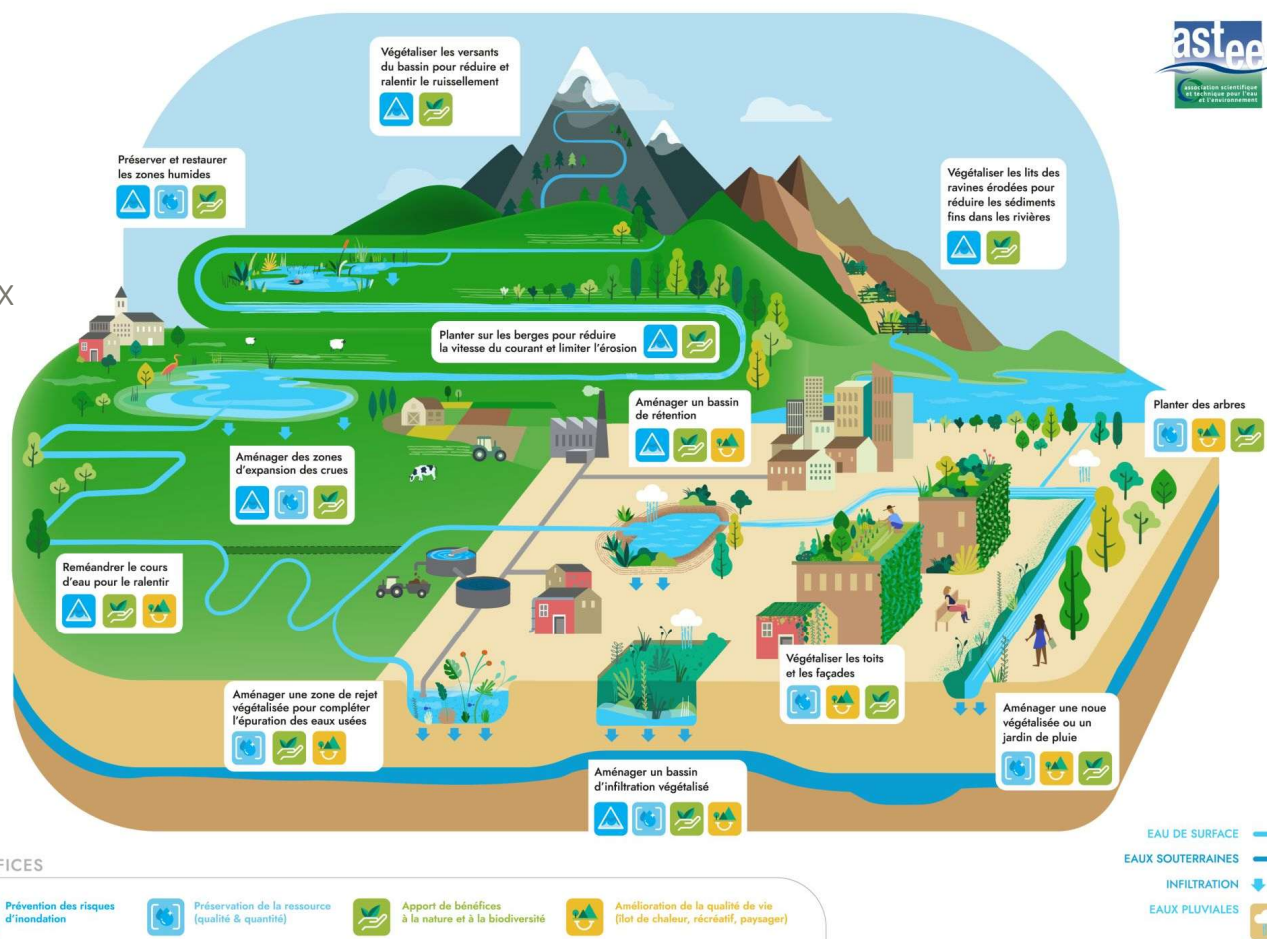 astee
association scientifique
et technique pour l'eau
et l'environnement
Végétaliser les versants
du bassin pour réduire et
ralentir le ruissellement
Préserver et restaurer
les zones humides
Végétaliser les lits des
ravines érodées pour
réduire les sédiments
fins dans les rivières
X
Planter sur les berges pour réduire
la vitesse du courant et limiter l'érosion
Aménager un bassin
de rétention
Planter des arbres
Aménager des zones
d'expansion des crues
Reméandrer le cours
d'eau pour le ralentir
Végétaliser les toits
et les façades
Aménager une zone de rejet
végétalisée pour compléter
l'épuration des eaux usées
Aménager une noue
végétalisée ou un
jardin de pluie
Aménager un bassin
d'infiltration végétalisé
EAU DE SURFACE
EAUX SOUTERRAINES
INFILTRATION
EAUX PLUVIALES
FICES
Prévention des risques
d'inondation
Préservation de la ressource
(qualité & quantité)
Apport de bénéfices
à la nature et à la biodiversité
Amélioration de la qualité de vie
(îlot de chaleur, récréatif, paysager)